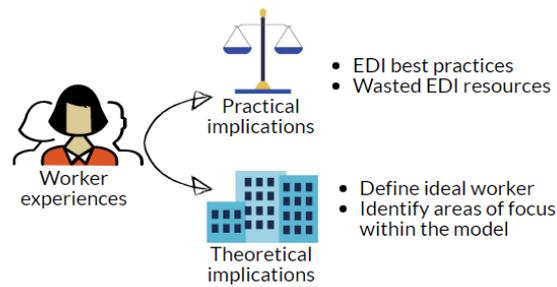 • EDI best practices
• Wasted EDI resources
Practical
implications
Worker
experiences
• Define ideal worker
• Identify areas of focus
within the model
Theoretical
implications